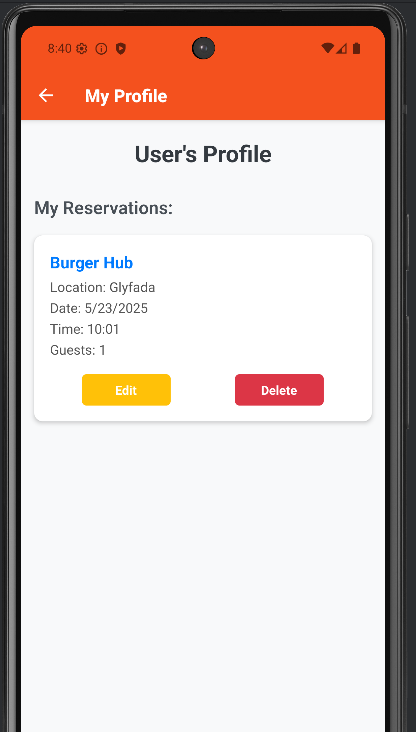 8:40
My Profile
User's Profile
My Reservations:
Burger Hub
Location: Glyfada
Date: 5/23/2025
Time: 10:01
Guests: 1
Edit
Delete